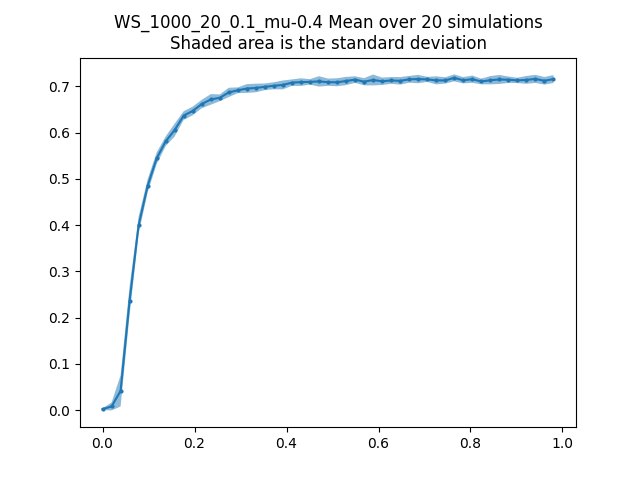 WS_1000_20_0.1_mu-0.4 Mean over 20 simulations
Shaded area is the standard deviation
0.7
0.6
0.5
0.4
0.3
0.2
0.1
0.0
0.0 0.2 0.4 0.6 0.8 1.0